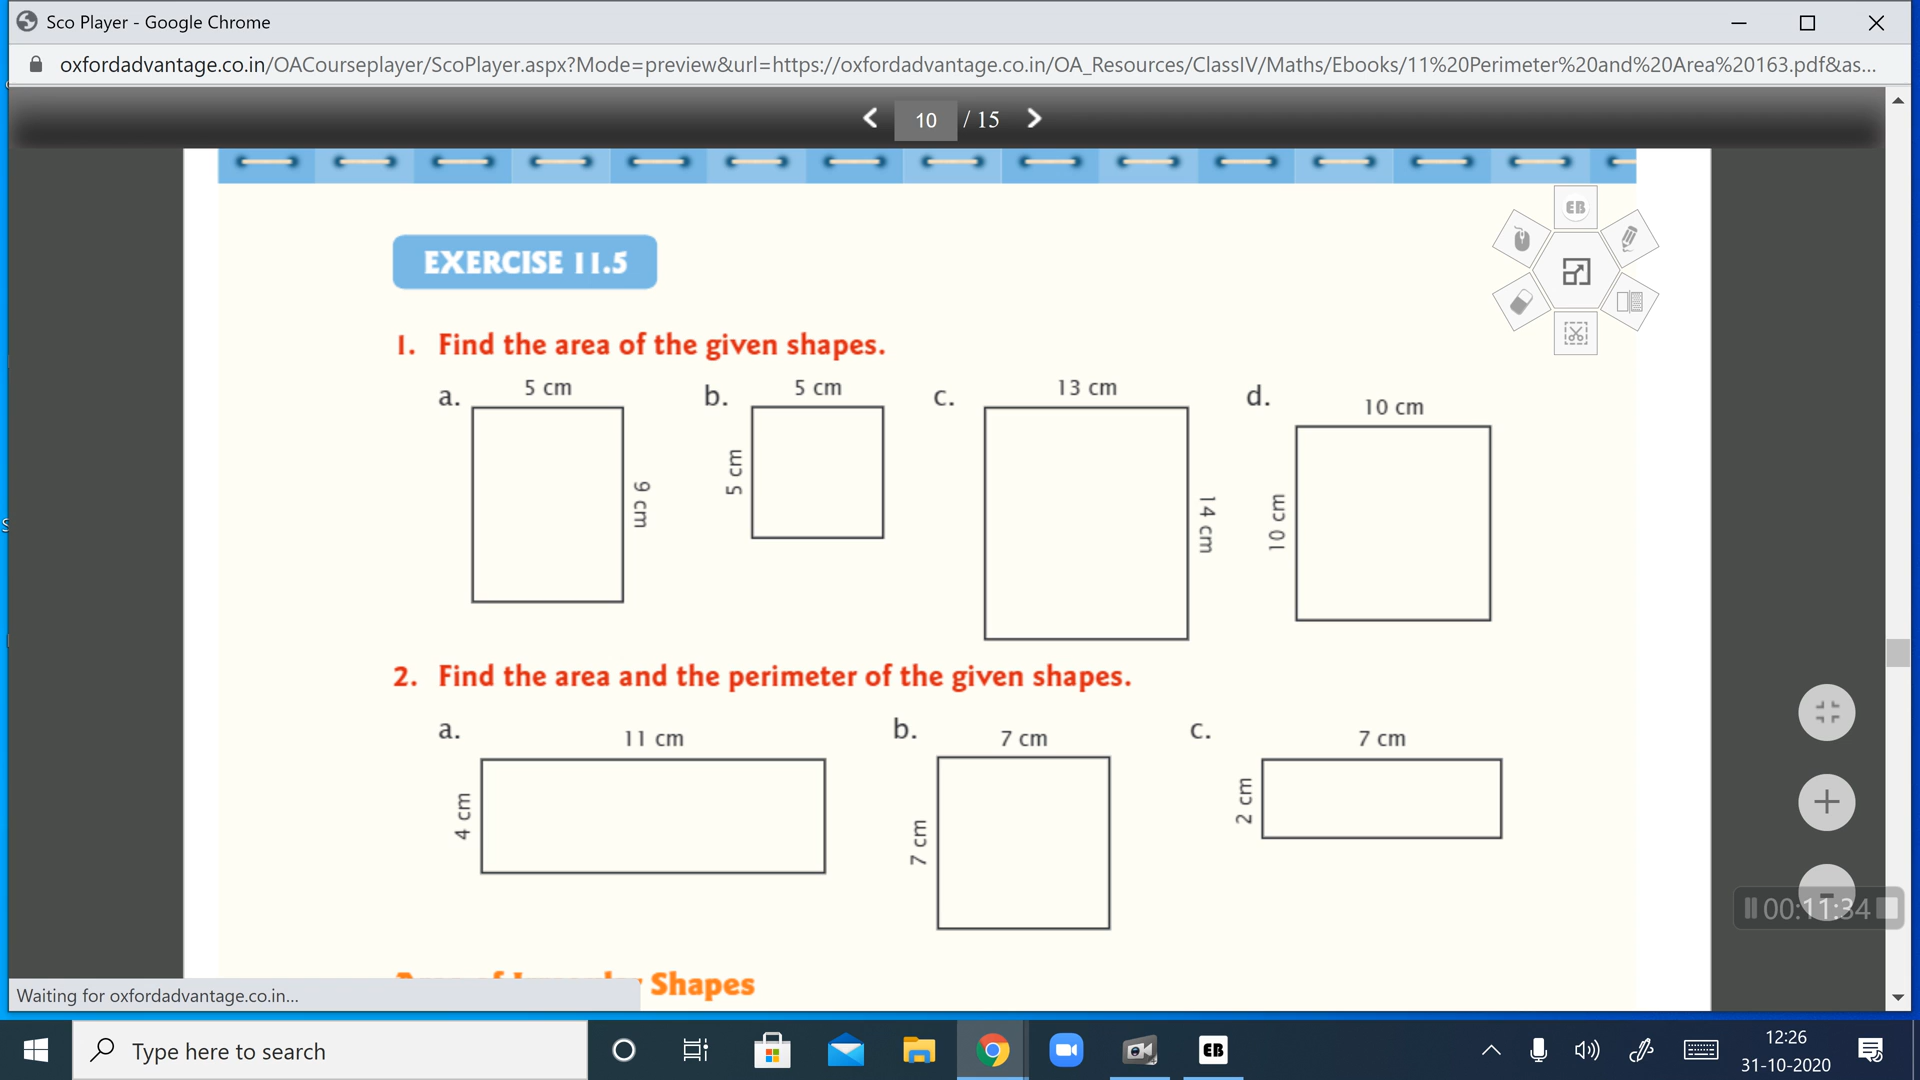 Sco Player - Google Chrome
oxfordadvantage.co.in/OACourseplayer/ScoPlayer.aspx?Mode=preview&url=https://oxfordadvantage.co.in/OA_Resources/ClassIV/Maths/Ebooks/11%20Perimeter%20and%20Area%20163.pdf&as...
10 / 15
EB
EXERCISE 11.5
1. Find the area of the given shapes.
a. 5 cm 9 cm
b. 5 cm 5 cm
c. 13 cm 14 cm
d. 10 cm 10 cm
2. Find the area and the perimeter of the given shapes.
a. 11 cm 4 cm
b. 7 cm 7 cm
c. 7 cm 2 cm
00:11:34
Shapes
Waiting for oxfordadvantage.co.in...
Type here to search
EB
12:26
31-10-2020